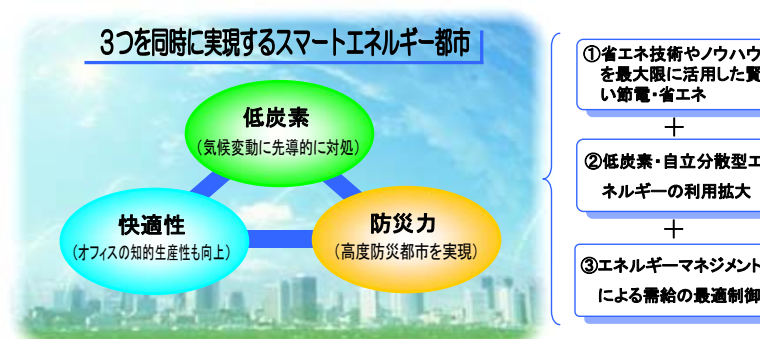 3つを同時に実現するスマートエネルギー都市
低炭素
(気候変動に先導的に対処)
快適性
(オフィスの知的生産性も向上)
防災力
(高度防災都市を実現)
①省エネ技術やノウハウ
を最大限に活用した賢
い節電・省エネ
+
②低炭素・自立分散型エ
ネルギーの利用拡大
+
③エネルギーマネジメント
による需給の最適制御